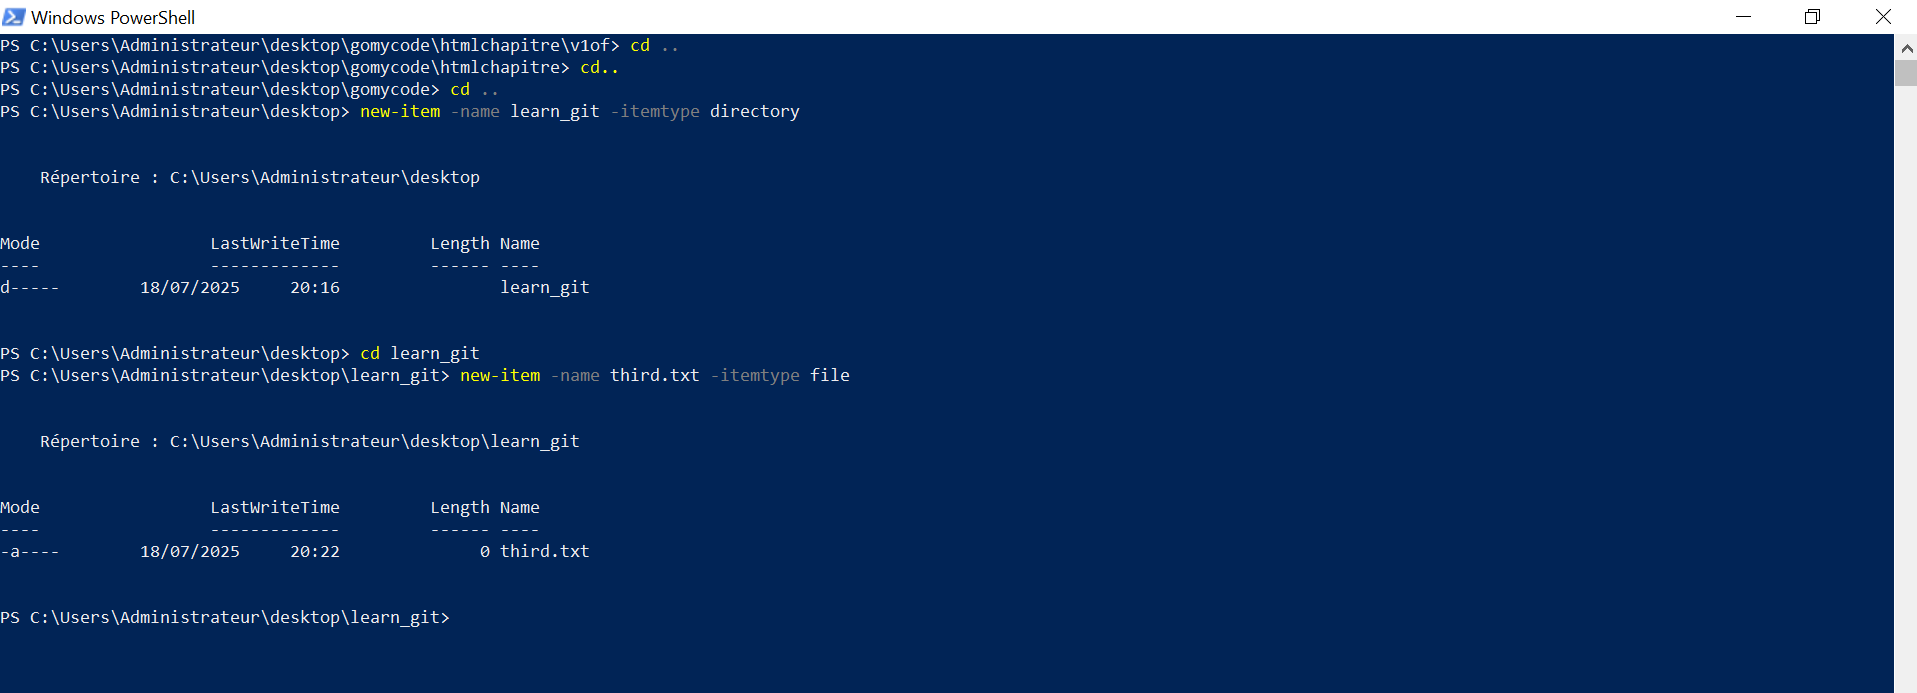 Windows PowerShell
PS C:\Users\Administrateur\desktop\gomycode\htmlchapitre\v1of> cd ..
PS C:\Users\Administrateur\desktop\gomycode\htmlchapitre> cd..
PS C:\Users\Administrateur\desktop\gomycode> cd ..
PS C:\Users\Administrateur\desktop> new-item -name learn_git -itemtype directory
Répertoire : C:\Users\Administrateur\desktop
Mode                 LastWriteTime         Length Name
----                 -------------         ------ ----
d-----        18/07/2025     20:16                learn_git
PS C:\Users\Administrateur\desktop> cd learn_git
PS C:\Users\Administrateur\desktop\learn_git> new-item -name third.txt -itemtype file
Répertoire : C:\Users\Administrateur\desktop\learn_git
Mode                 LastWriteTime         Length Name
----                 -------------         ------ ----
-a----        18/07/2025     20:22              0 third.txt
PS C:\Users\Administrateur\desktop\learn_git>